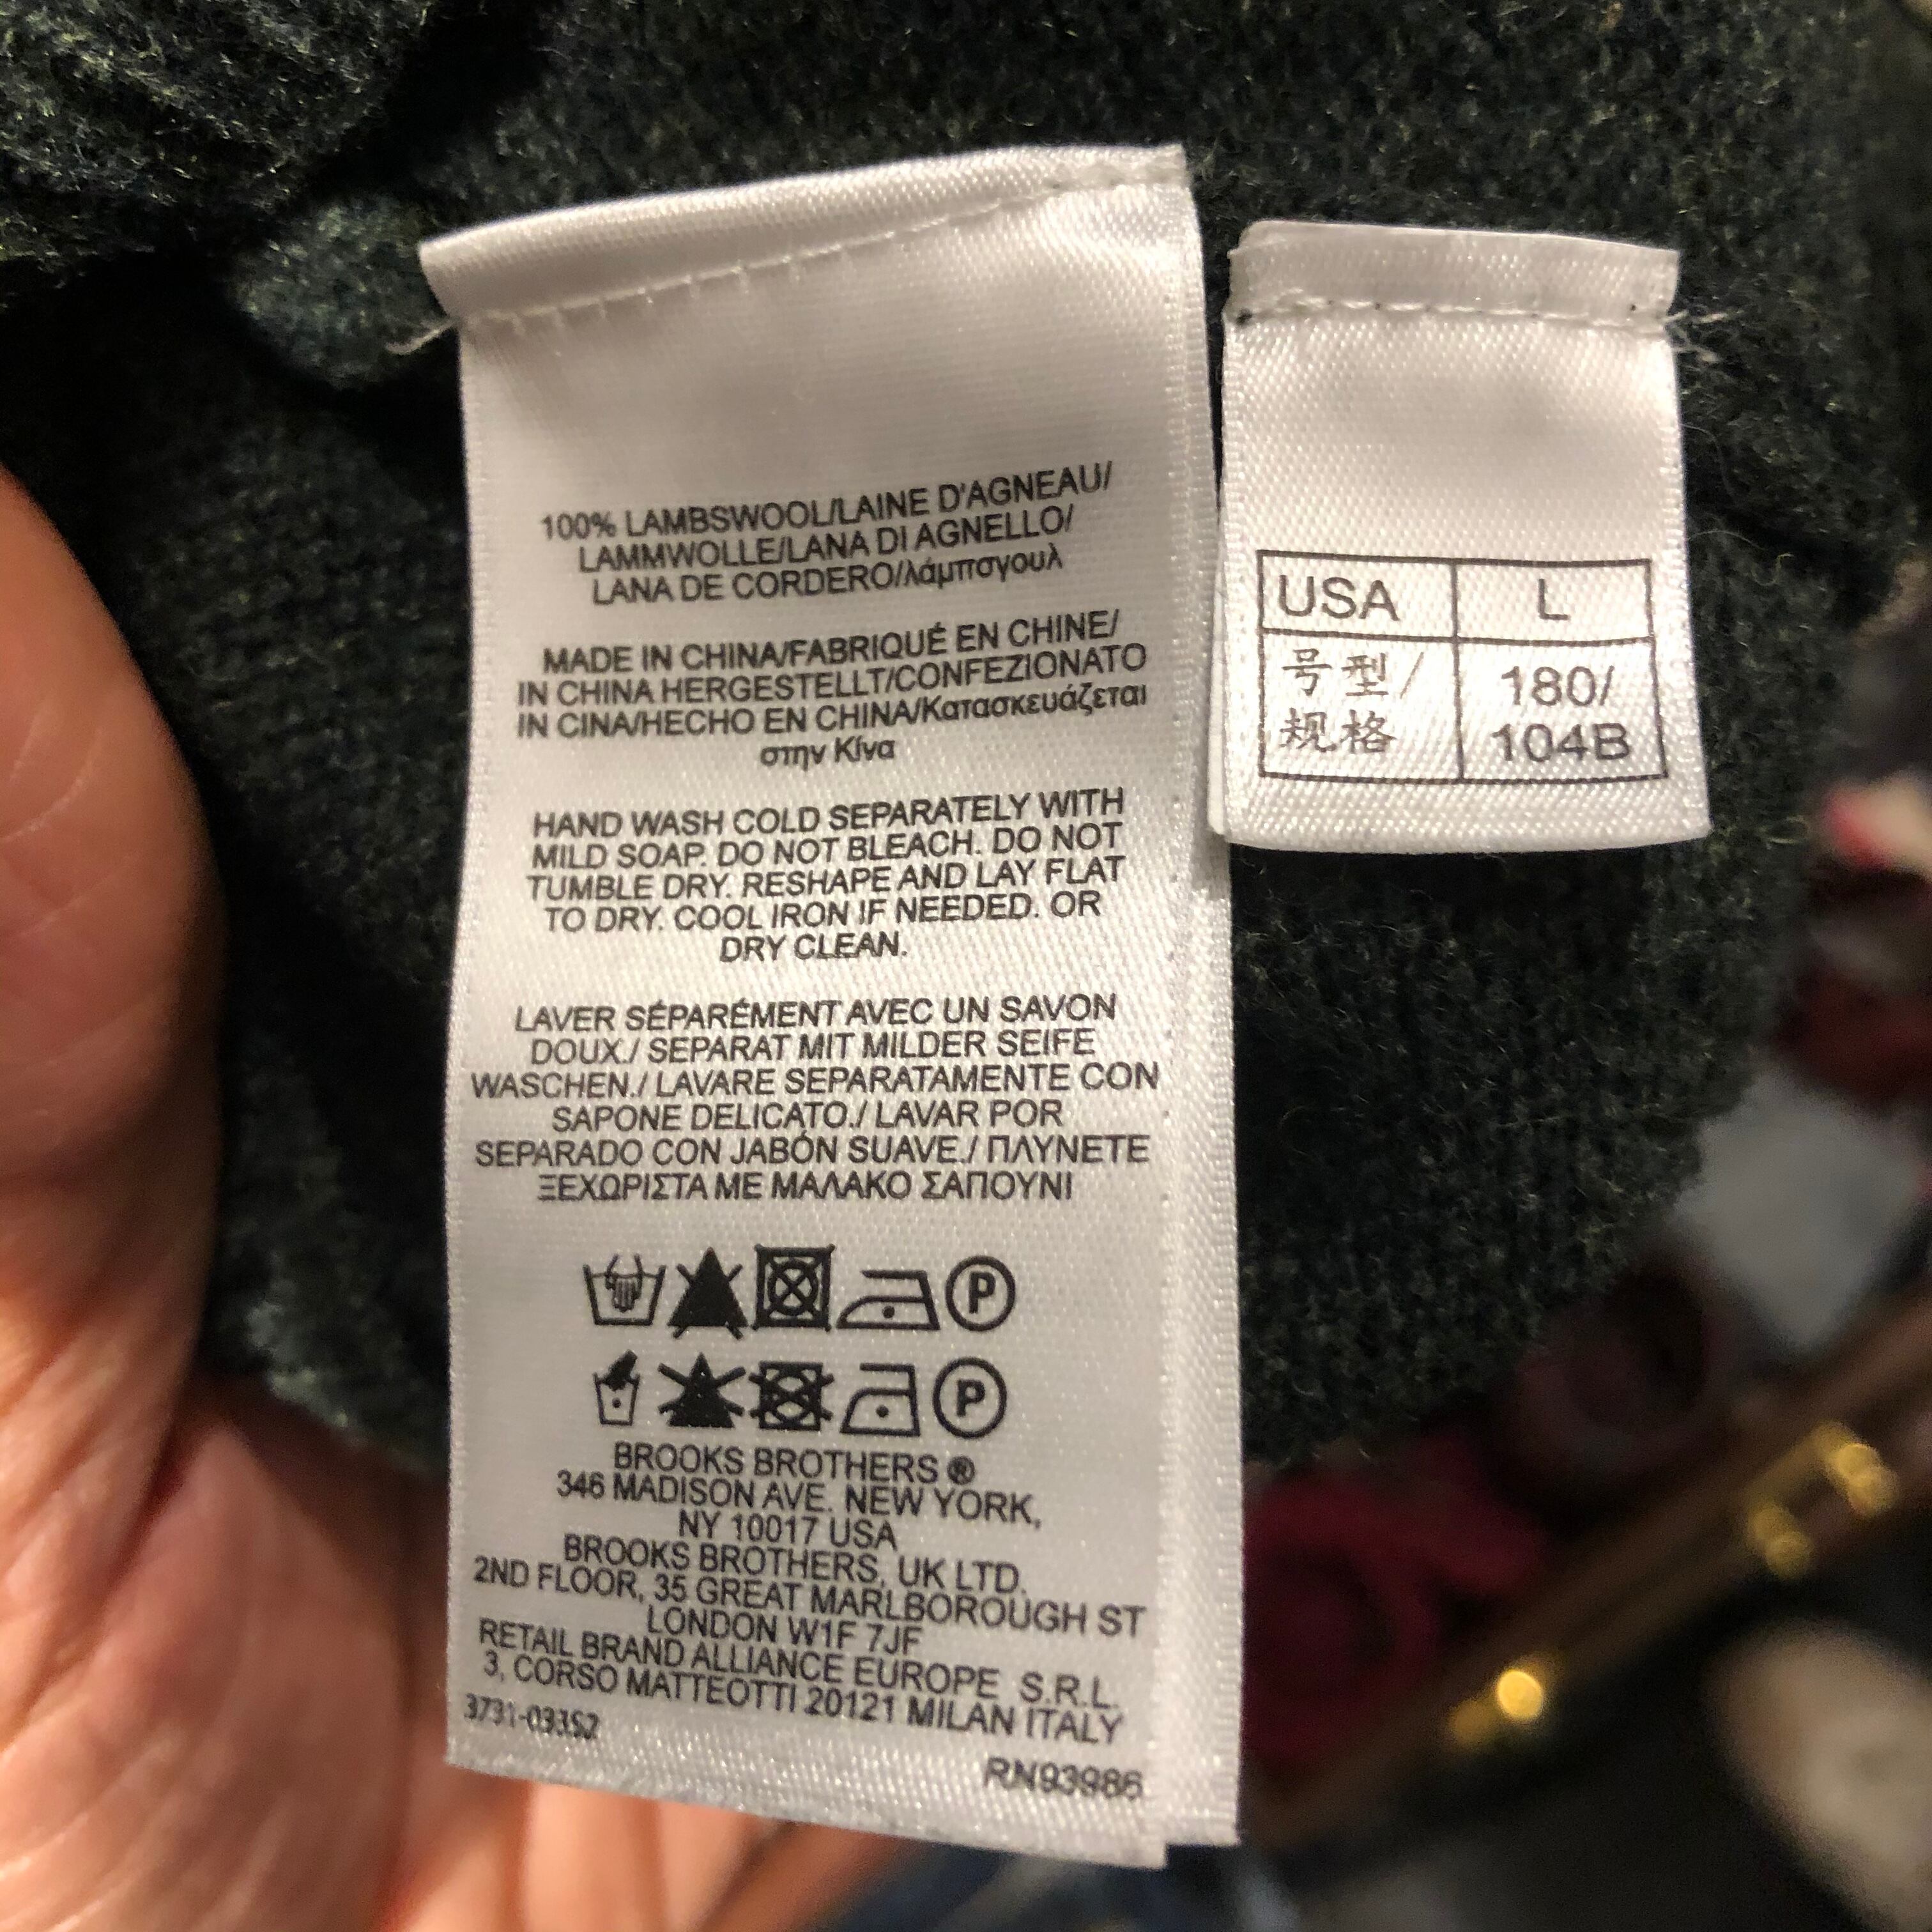 100% LAMBSWOOL/LAINE D'AGNEAU/
LAMMWOLLE/LANA DI AGNELLO/
LANA DE CORDERO/λάμπσγουλ
MADE IN CHINA/FABRIQUÉ EN CHINE/
IN CHINA HERGESTELLT/CONFEZIONATO
IN CINA/HECHO EN CHINA/Κατασκευάζεται
στην Κίνα
HAND WASH COLD SEPARATELY WITH
MILD SOAP. DO NOT BLEACH. DO NOT
TUMBLE DRY. RESHAPE AND LAY FLAT
TO DRY. COOL IRON IF NEEDED. OR
DRY CLEAN.
LAVER SÉPARÉMENT AVEC UN SAVON
DOUX./ SEPARAT MIT MILDER SEIFE
WASCHEN./ LAVARE SEPARATAMENTE CON
SAPONE DELICATO./ LAVAR POR
SEPARADO CON JABÓN SUAVE./ ΠΛΥΝΕΤΕ
ΞΕΧΩΡΙΣΤΑ ΜΕ ΜΑΛΑΚΟ ΣΑΠΟΥΝΙ
P
P
BROOKS BROTHERS ®
346 MADISON AVE. NEW YORK,
NY 10017 USA
BROOKS BROTHERS, UK LTD.
2ND FLOOR, 35 GREAT MARLBOROUGH ST
LONDON W1F 7JF
RETAIL BRAND ALLIANCE EUROPE S.R.L.
3, CORSO MATTEOTTI 20121 MILAN ITALY
3731-03352
RN93986
USA L
号型/ 180/
规格 104B